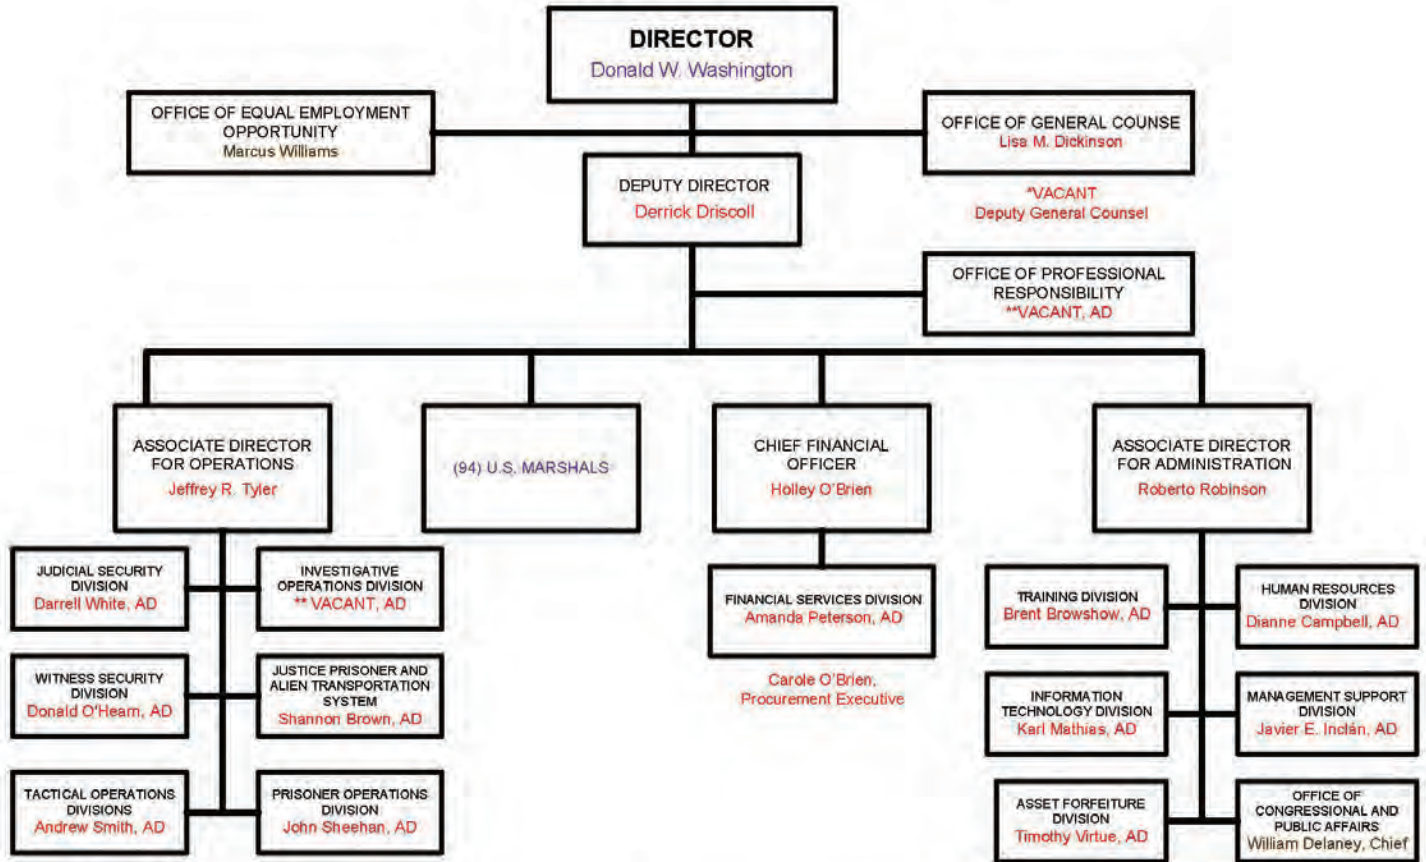 DIRECTOR
Donald W. Washington
OFFICE OF EQUAL EMPLOYMENT
OPPORTUNITY
Marcus Williams
OFFICE OF GENERAL COUNSE
Lisa M. Dickinson
*VACANT
Deputy General Counsel
DEPUTY DIRECTOR
Derrick Driscoll
OFFICE OF PROFESSIONAL
RESPONSIBILITY
**VACANT, AD
ASSOCIATE DIRECTOR
FOR OPERATIONS
Jeffrey R. Tyler
(94) U.S. MARSHALS
CHIEF FINANCIAL
OFFICER
Holley O'Brien
ASSOCIATE DIRECTOR
FOR ADMINISTRATION
Roberto Robinson
JUDICIAL SECURITY
DIVISION
Darrell White, AD
INVESTIGATIVE
OPERATIONS DIVISION
** VACANT, AD
WITNESS SECURITY
DIVISION
Donald O'Hearn, AD
JUSTICE PRISONER AND
ALIEN TRANSPORTATION
SYSTEM
Shannon Brown, AD
TACTICAL OPERATIONS
DIVISIONS
Andrew Smith, AD
PRISONER OPERATIONS
DIVISION
John Sheehan, AD
FINANCIAL SERVICES DIVISION
Amanda Peterson, AD
Carole O'Brien,
Procurement Executive
TRAINING DIVISION
Brent Browshow, AD
HUMAN RESOURCES
DIVISION
Dianne Campbell, AD
INFORMATION
TECHNOLOGY DIVISION
Karl Mathias, AD
MANAGEMENT SUPPORT
DIVISION
Javier E. Inclán, AD
ASSET FORFEITURE
DIVISION
Timothy Virtue, AD
OFFICE OF
CONGRESSIONAL AND
PUBLIC AFFAIRS
William Delaney, Chief